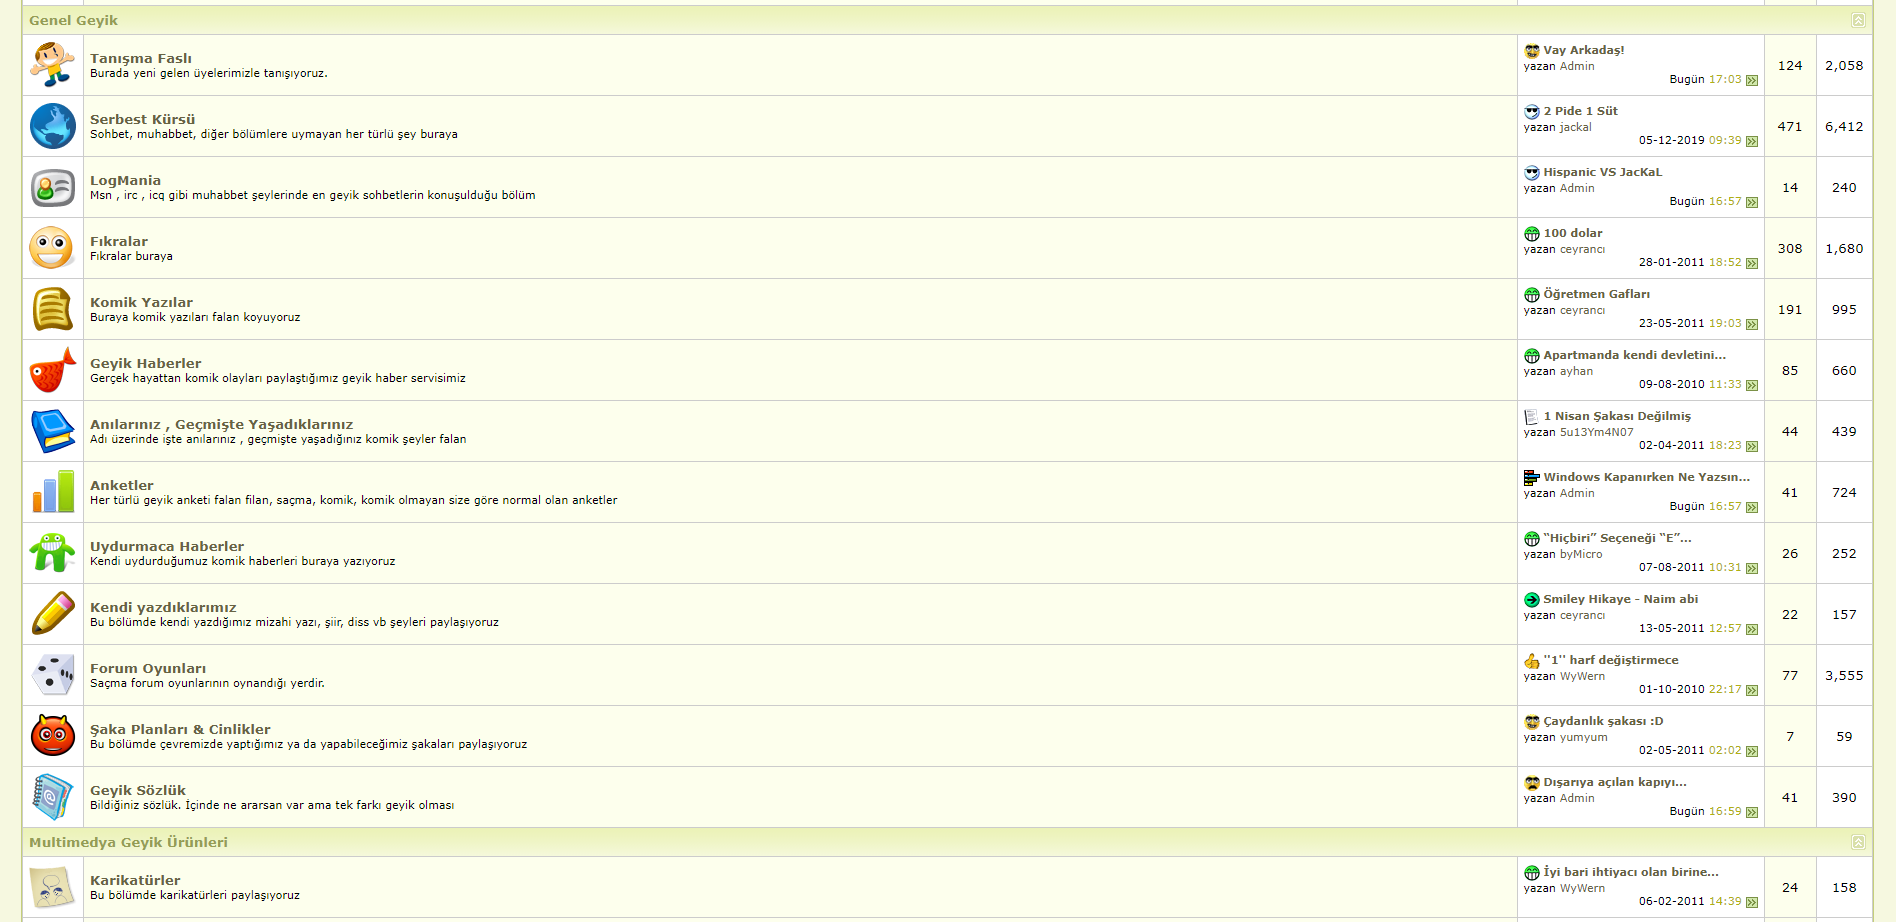 Genel Geyik
Tanışma Faslı
Burada yeni gelen üyelerimizle tanışıyoruz.
Vay Arkadaş!
yazan Admin
Bugün 17:03
124
2,058
Serbest Kürsü
Sohbet, muhabbet, diğer bölümlere uymayan her türlü şey buraya
2 Pide 1 Süt
yazan jackal
05-12-2019 09:39
471
6,412
LogMania
Msn , irc , icq gibi muhabbet şeylerinde en geyik sohbetlerin konuşulduğu bölüm
Hispanic VS JacKaL
yazan Admin
Bugün 16:57
14
240
Fıkralar
Fıkralar buraya
100 dolar
yazan ceyrancı
28-01-2011 18:52
308
1,680
Komik Yazılar
Buraya komik yazıları falan koyuyoruz
Öğretmen Gafları
yazan ceyrancı
23-05-2011 19:03
191
995
Geyik Haberler
Gerçek hayattan komik olayları paylaştığımız geyik haber servisimiz
Apartmanda kendi devletini...
yazan ayhan
09-08-2010 11:33
85
660
Anılarınız , Geçmişte Yaşadıklarınız
Adı üzerinde işte anılarınız , geçmişte yaşadığınız komik şeyler falan
1 Nisan Şakası Değilmiş
yazan 5u13Ym4N07
02-04-2011 18:23
44
439
Anketler
Her türlü geyik anketi falan filan, saçma, komik, komik olmayan size göre normal olan anketler
Windows Kapanırken Ne Yazsın...
yazan Admin
Bugün 16:57
41
724
Uydurmaca Haberler
Kendi uydurduğumuz komik haberleri buraya yazıyoruz
“Hiçbiri” Seçeneği “E”...
yazan byMicro
07-08-2011 10:31
26
252
Kendi yazdıklarımız
Bu bölümde kendi yazdığımız mizahi yazı, şiir, diss vb şeyleri paylaşıyoruz
Smiley Hikaye - Naim abi
yazan ceyrancı
13-05-2011 12:57
22
157
Forum Oyunları
Saçma forum oyunlarının oynandığı yerdir.
''1'' harf değiştirmece
yazan WyWern
01-10-2010 22:17
77
3,555
Şaka Planları & Cinlikler
Bu bölümde çevremizde yaptığımız ya da yapabileceğimiz şakaları paylaşıyoruz
Çaydanlık şakası :D
yazan yumyum
02-05-2011 02:02
7
59
Geyik Sözlük
Bildiğiniz sözlük. İçinde ne ararsan var ama tek farkı geyik olması
Dışarıya açılan kapıyı...
yazan Admin
Bugün 16:59
41
390
Multimedya Geyik Ürünleri
Karikatürler
Bu bölümde karikatürleri paylaşıyoruz
İyi bari ihtiyacı olan birine...
yazan WyWern
06-02-2011 14:39
24
158